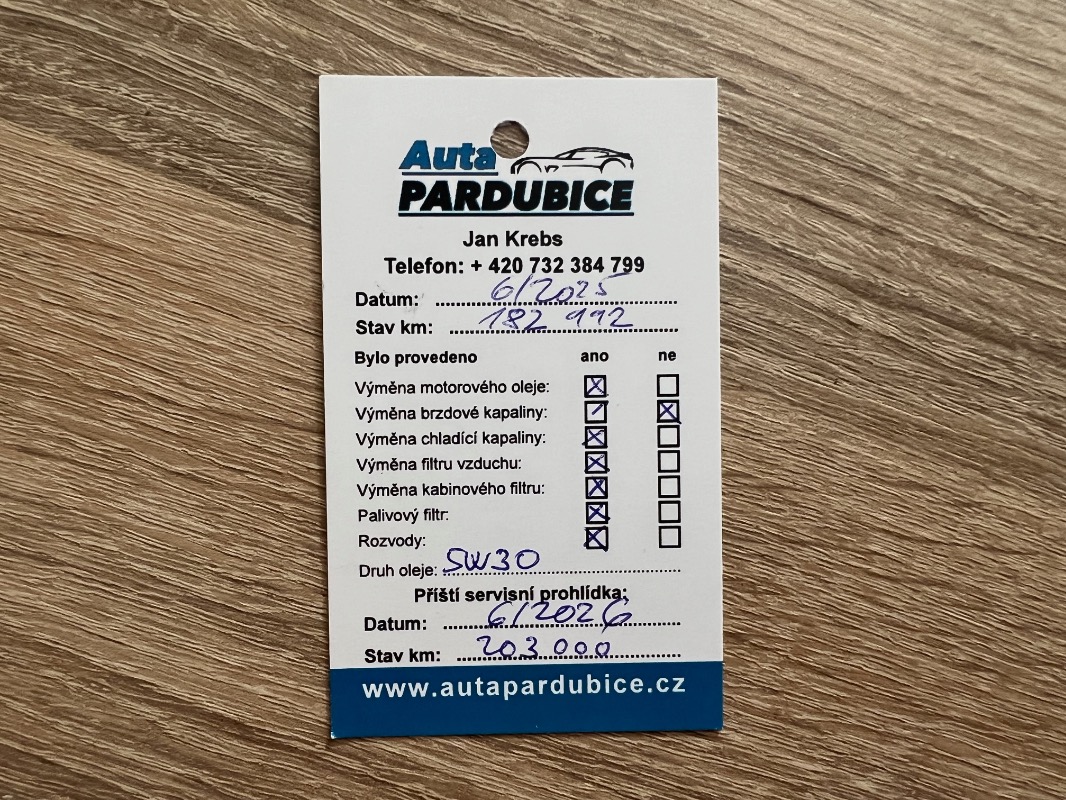 Auta
PARDUBICE
Jan Krebs
Telefon: + 420 732 384 799
Datum: 6/2025
Stav km: 182 992
Bylo provedeno ano ne
Výměna motorového oleje: ☒ ☐
Výměna brzdové kapaliny: ☐ ☒
Výměna chladící kapaliny: ☒ ☐
Výměna filtru vzduchu: ☒ ☐
Výměna kabinového filtru: ☒ ☐
Palivový filtr: ☒ ☐
Rozvody: ☒ ☐
Druh oleje: 5W30
Příští servisní prohlídka:
Datum: 6/2026
Stav km: 203 000
www.autapardubice.cz